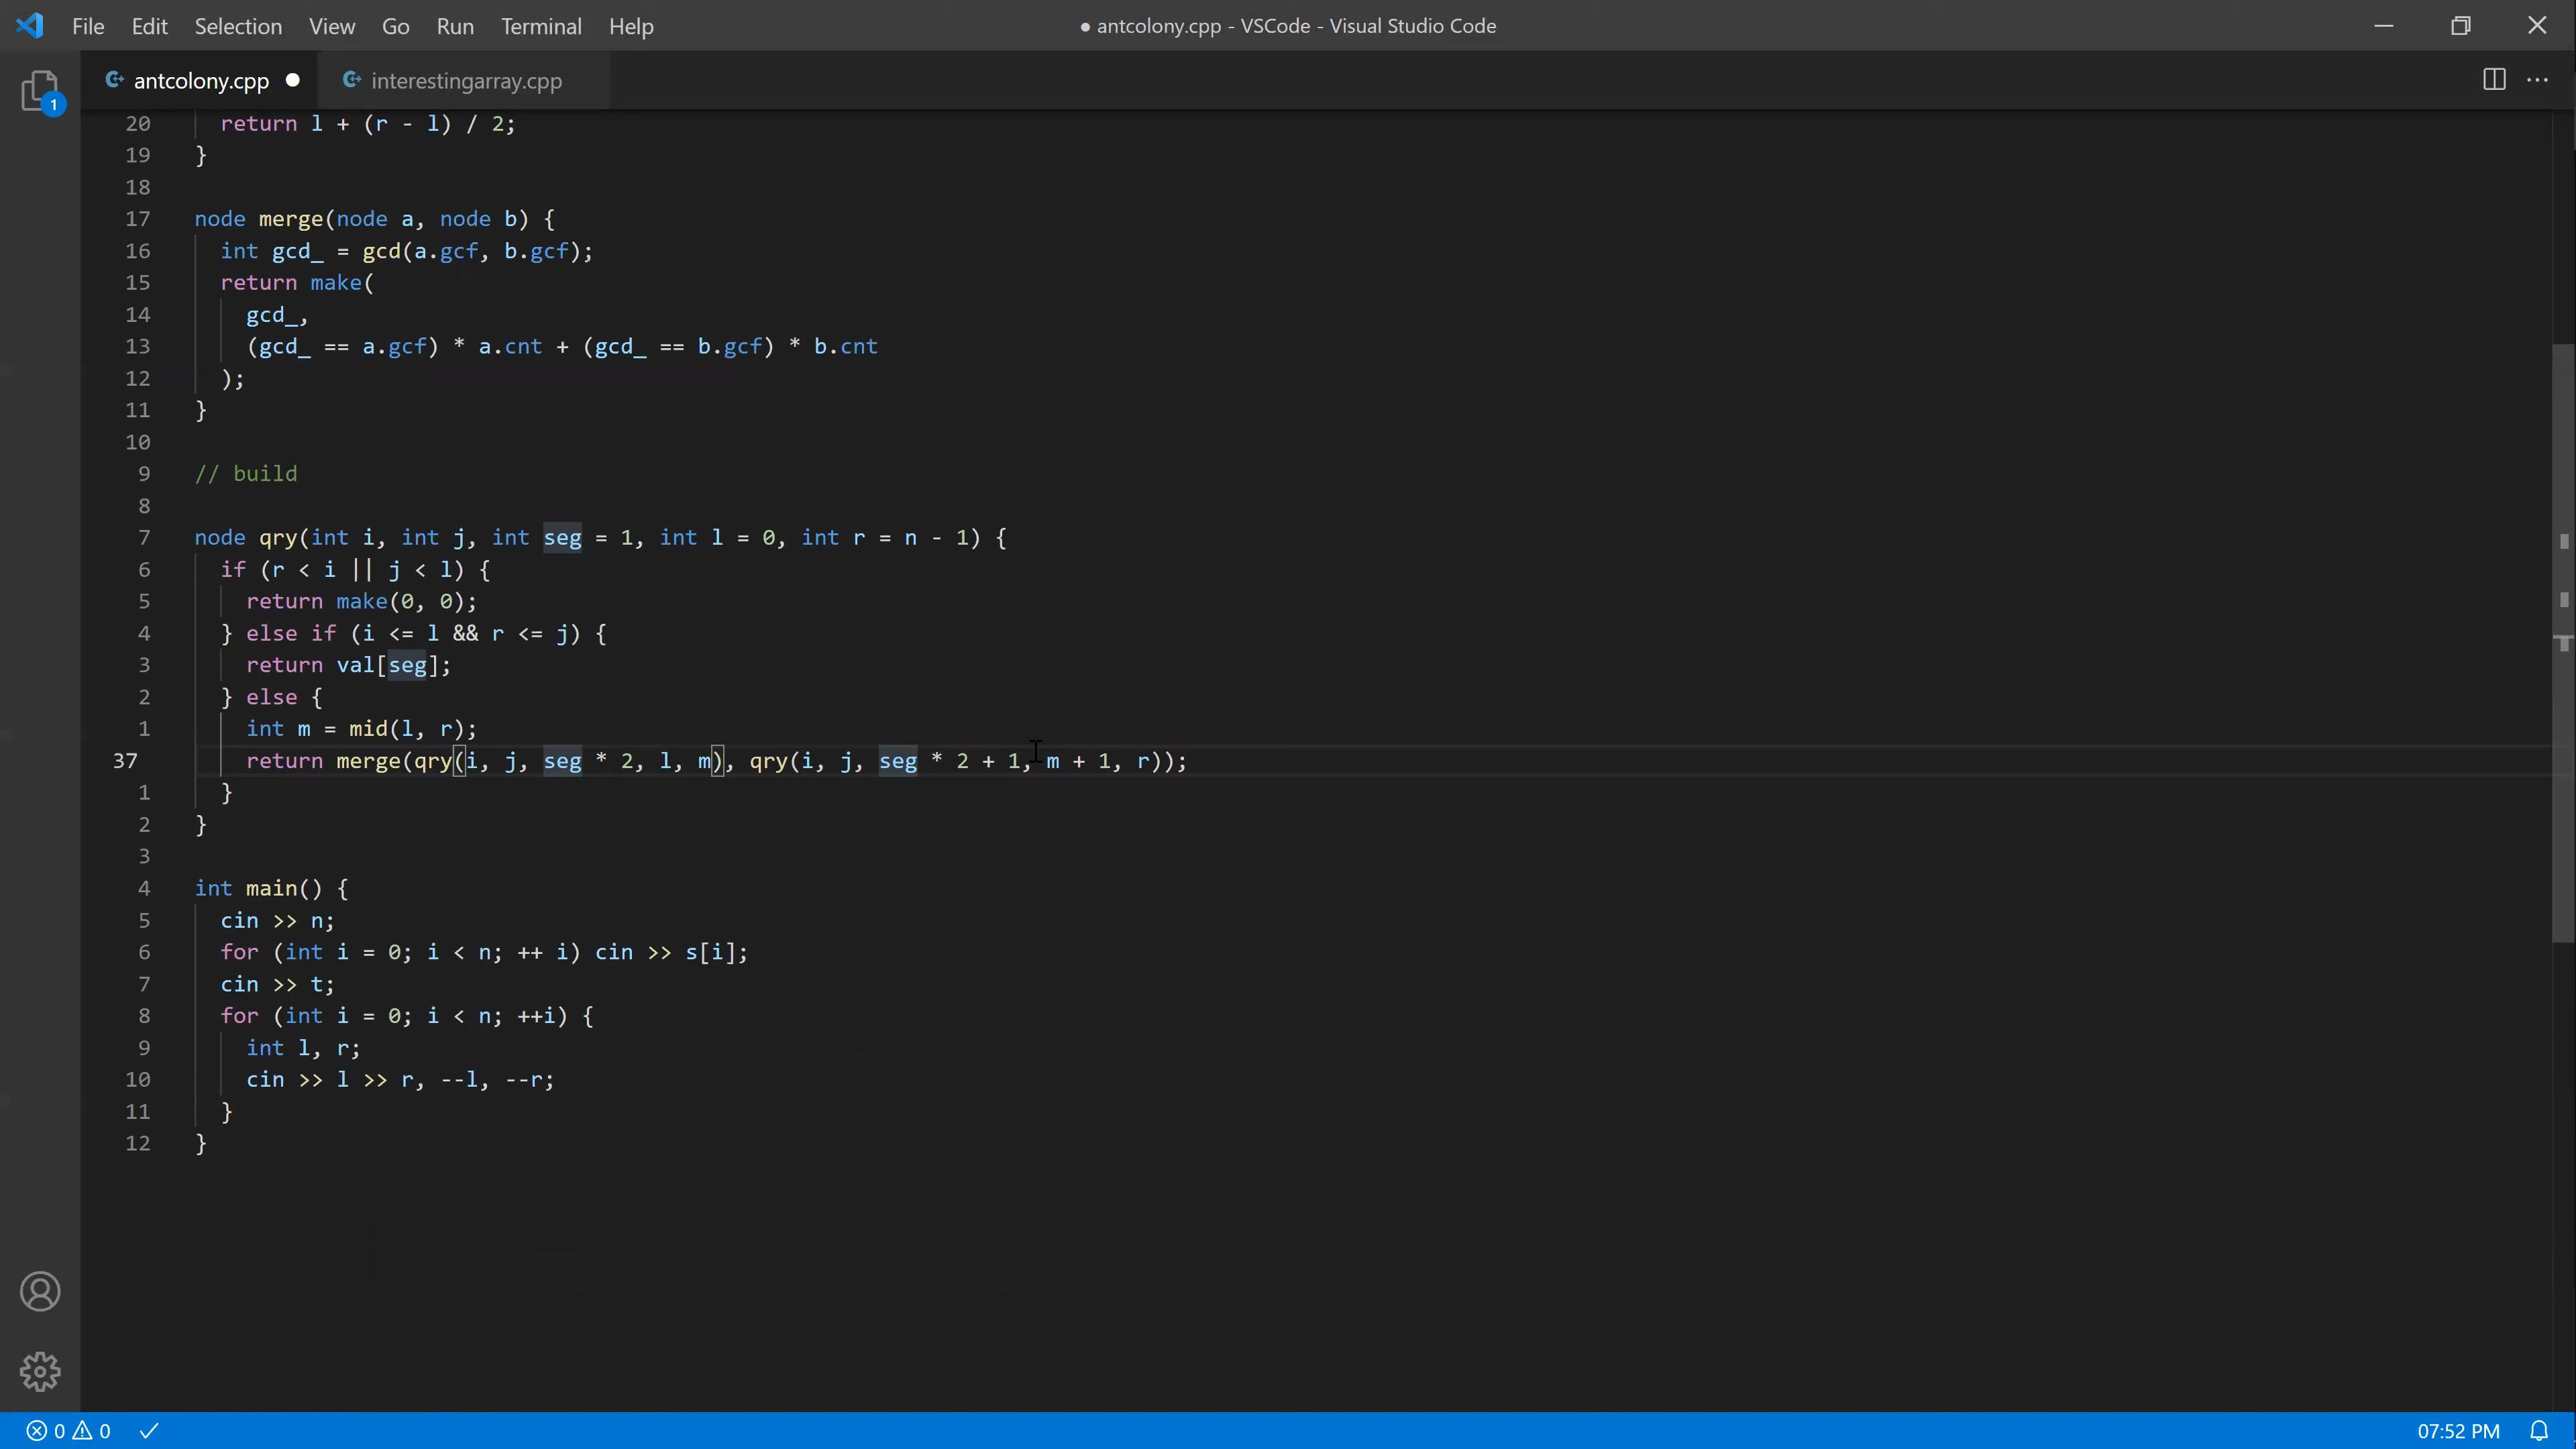 File Edit Selection View Go Run Terminal Help
● antcolony.cpp - VSCode - Visual Studio Code
antcolony.cpp
interestingarray.cpp
1
20 return l + (r - l) / 2;
19 }
18
17 node merge(node a, node b) {
16 int gcd_ = gcd(a.gcf, b.gcf);
15 return make(
14 gcd_,
13 (gcd_ == a.gcf) * a.cnt + (gcd_ == b.gcf) * b.cnt
12 );
11 }
10
9 // build
8
7 node qry(int i, int j, int seg = 1, int l = 0, int r = n - 1) {
6 if (r < i || j < l) {
5 return make(0, 0);
4 } else if (i <= l && r <= j) {
3 return val[seg];
2 } else {
1 int m = mid(l, r);
37 return merge(qry(i, j, seg * 2, l, m), qry(i, j, seg * 2 + 1, m + 1, r));
1 }
2 }
3
4 int main() {
5 cin >> n;
6 for (int i = 0; i < n; ++ i) cin >> s[i];
7 cin >> t;
8 for (int i = 0; i < n; ++i) {
9 int l, r;
10 cin >> l >> r, --l, --r;
11 }
12 }
0 0
07:52 PM